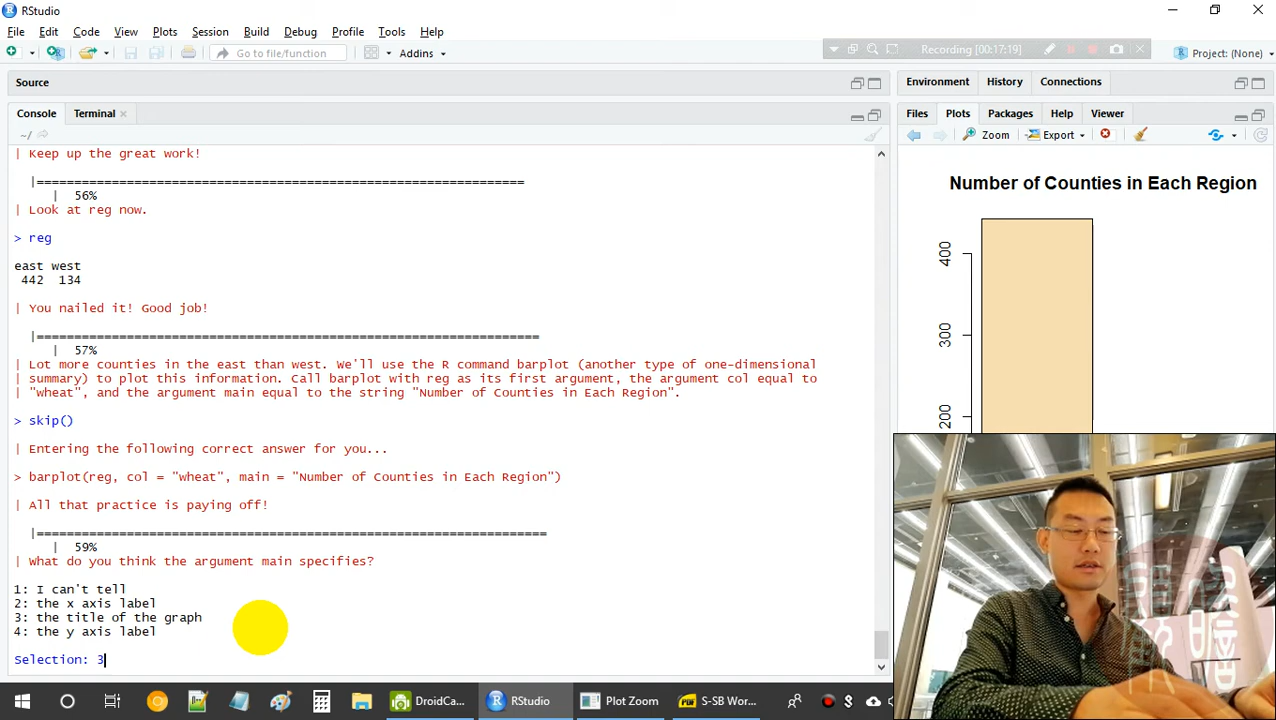 RStudio
File Edit Code View Plots Session Build Debug Profile Tools Help
Go to file/function
Addins
Recording [00:17:19]
Project: (None)
Source
Console Terminal
~/
| Keep up the great work!
|=================================================================
| 56%
| Look at reg now.
> reg
east west
442 134
| You nailed it! Good job!
|===================================================================
| 57%
| Lot more counties in the east than west. We'll use the R command barplot (another type of one-dimensional
| summary) to plot this information. Call barplot with reg as its first argument, the argument col equal to
| "wheat", and the argument main equal to the string "Number of Counties in Each Region".
> skip()
| Entering the following correct answer for you...
> barplot(reg, col = "wheat", main = "Number of Counties in Each Region")
| All that practice is paying off!
|====================================================================
| 59%
| What do you think the argument main specifies?
1: I can't tell
2: the x axis label
3: the title of the graph
4: the y axis label
Selection: 3
Environment History Connections
Files Plots Packages Help Viewer
Zoom Export
Number of Counties in Each Region
400
300
200
DroidCa...
RStudio
Plot Zoom
S-SB Wor...